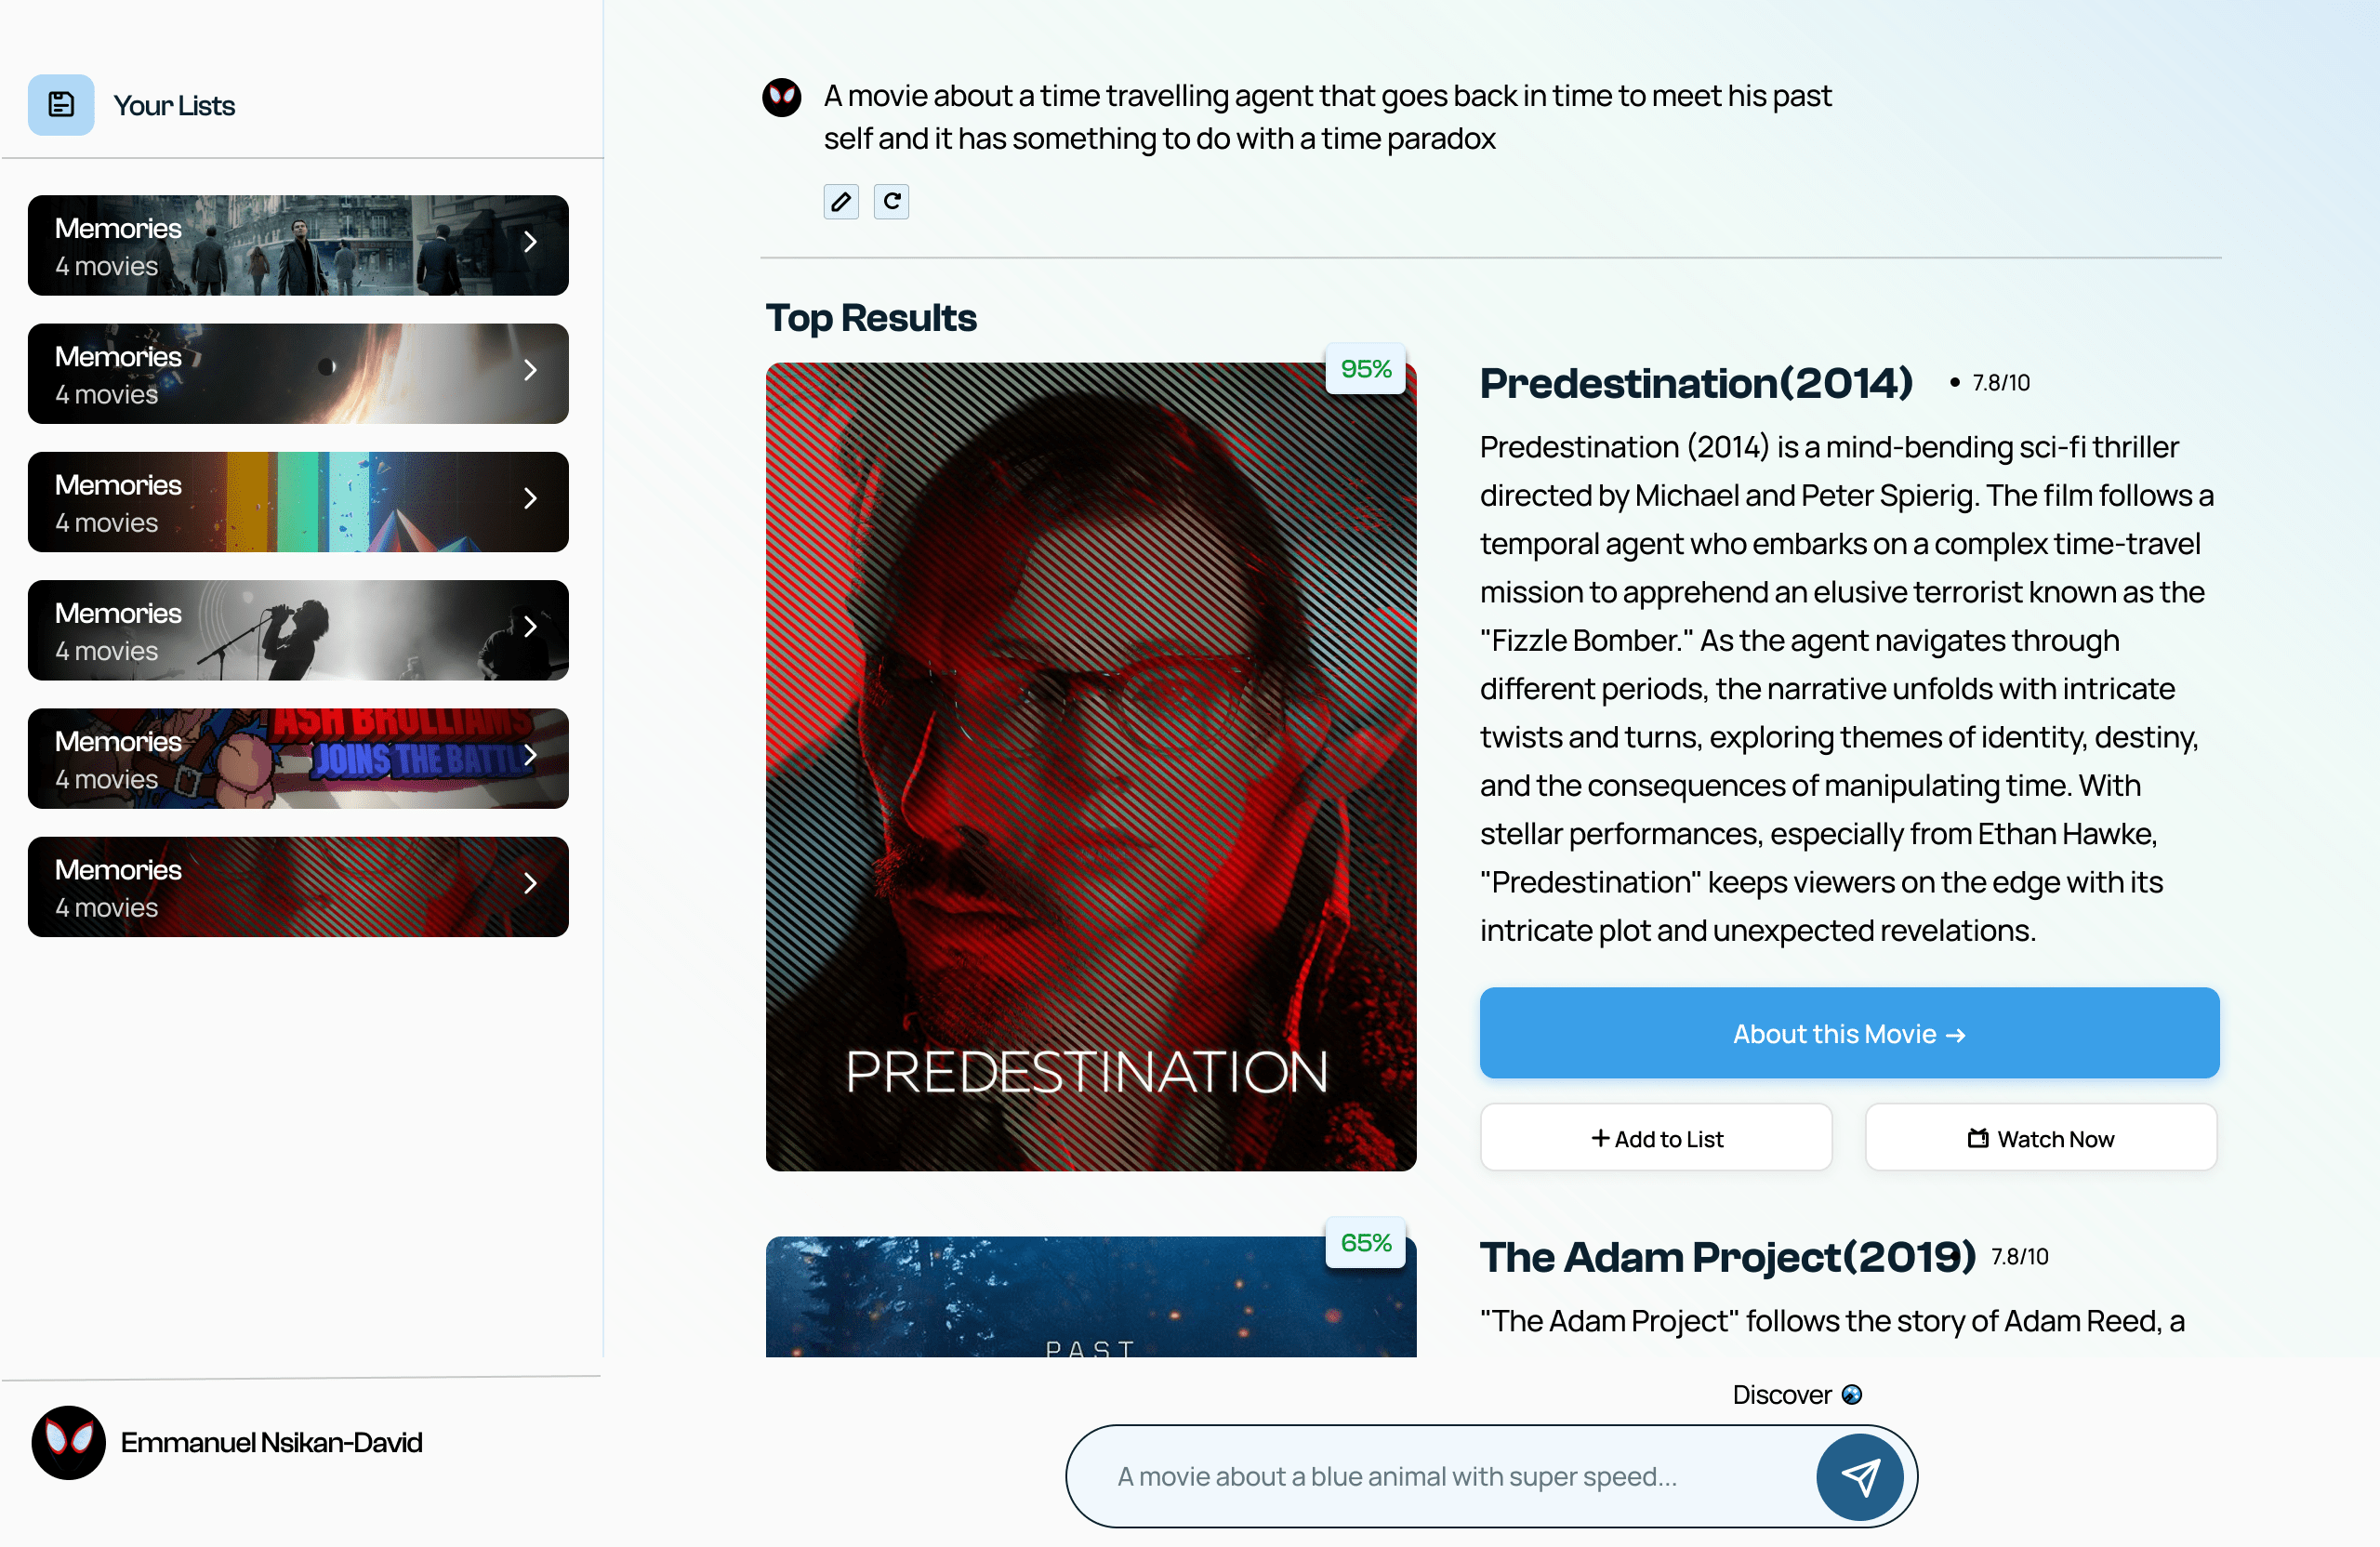 Your Lists
Memories
4 movies
Memories
4 movies
Memories
4 movies
Memories
4 movies
ASH BROLLIAMS
JOINS THE BATTL
Memories
4 movies
Memories
4 movies
Emmanuel Nsikan-David
A movie about a time travelling agent that goes back in time to meet his past
self and it has something to do with a time paradox
Top Results
95%
PREDESTINATION
Predestination(2014) • 7.8/10
Predestination (2014) is a mind-bending sci-fi thriller
directed by Michael and Peter Spierig. The film follows a
temporal agent who embarks on a complex time-travel
mission to apprehend an elusive terrorist known as the
"Fizzle Bomber." As the agent navigates through
different periods, the narrative unfolds with intricate
twists and turns, exploring themes of identity, destiny,
and the consequences of manipulating time. With
stellar performances, especially from Ethan Hawke,
"Predestination" keeps viewers on the edge with its
intricate plot and unexpected revelations.
About this Movie →
+ Add to List
Watch Now
65%
PAST
The Adam Project(2019) 7.8/10
"The Adam Project" follows the story of Adam Reed, a
Discover
A movie about a blue animal with super speed...